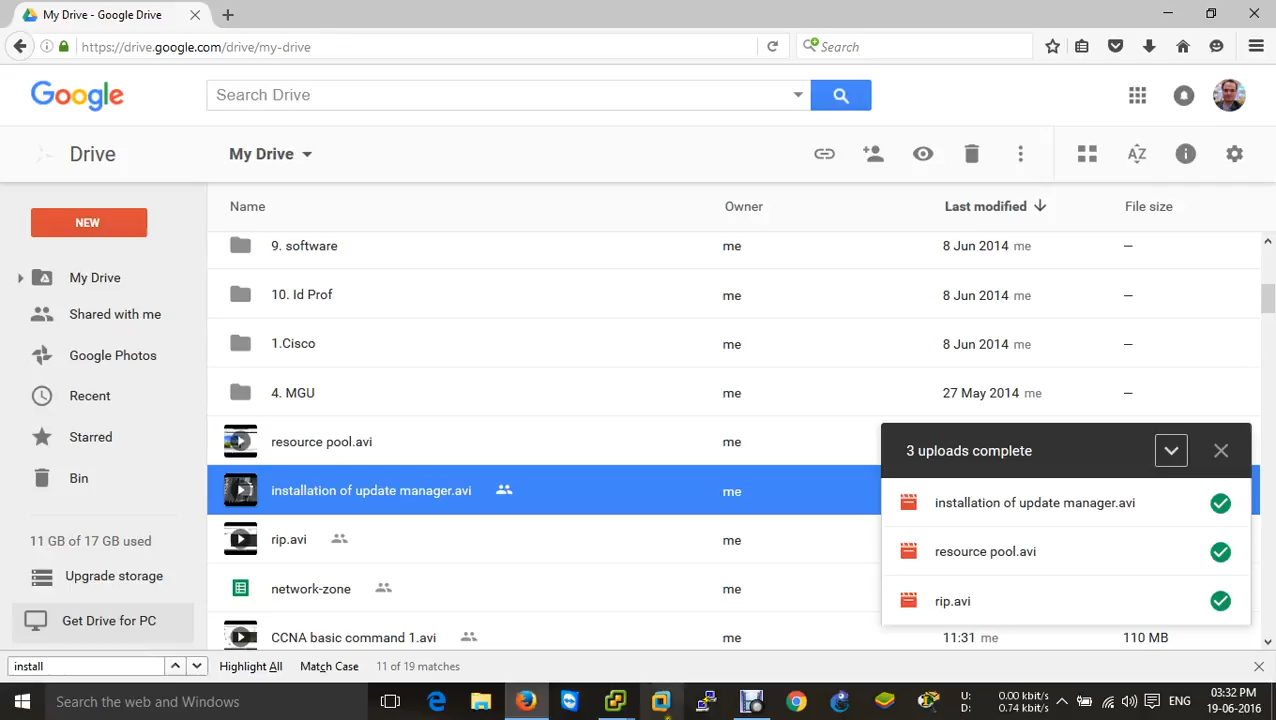 My Drive - Google Drive
https://drive.google.com/drive/my-drive
Search
Google
Search Drive
Drive
My Drive
NEW
My Drive
Shared with me
Google Photos
Recent
Starred
Bin
11 GB of 17 GB used
Upgrade storage
Get Drive for PC
Name Owner Last modified File size
9. software me 8 Jun 2014 me –
10. Id Prof me 8 Jun 2014 me –
1.Cisco me 8 Jun 2014 me –
4. MGU me 27 May 2014 me –
resource pool.avi me
installation of update manager.avi me
rip.avi me
network-zone me
CCNA basic command 1.avi me 11:31 me 110 MB
3 uploads complete
installation of update manager.avi
resource pool.avi
rip.avi
install Highlight All Match Case 11 of 19 matches
Search the web and Windows
U: 0.00 kbit/s
D: 0.74 kbit/s
ENG
03:32 PM
19-06-2016